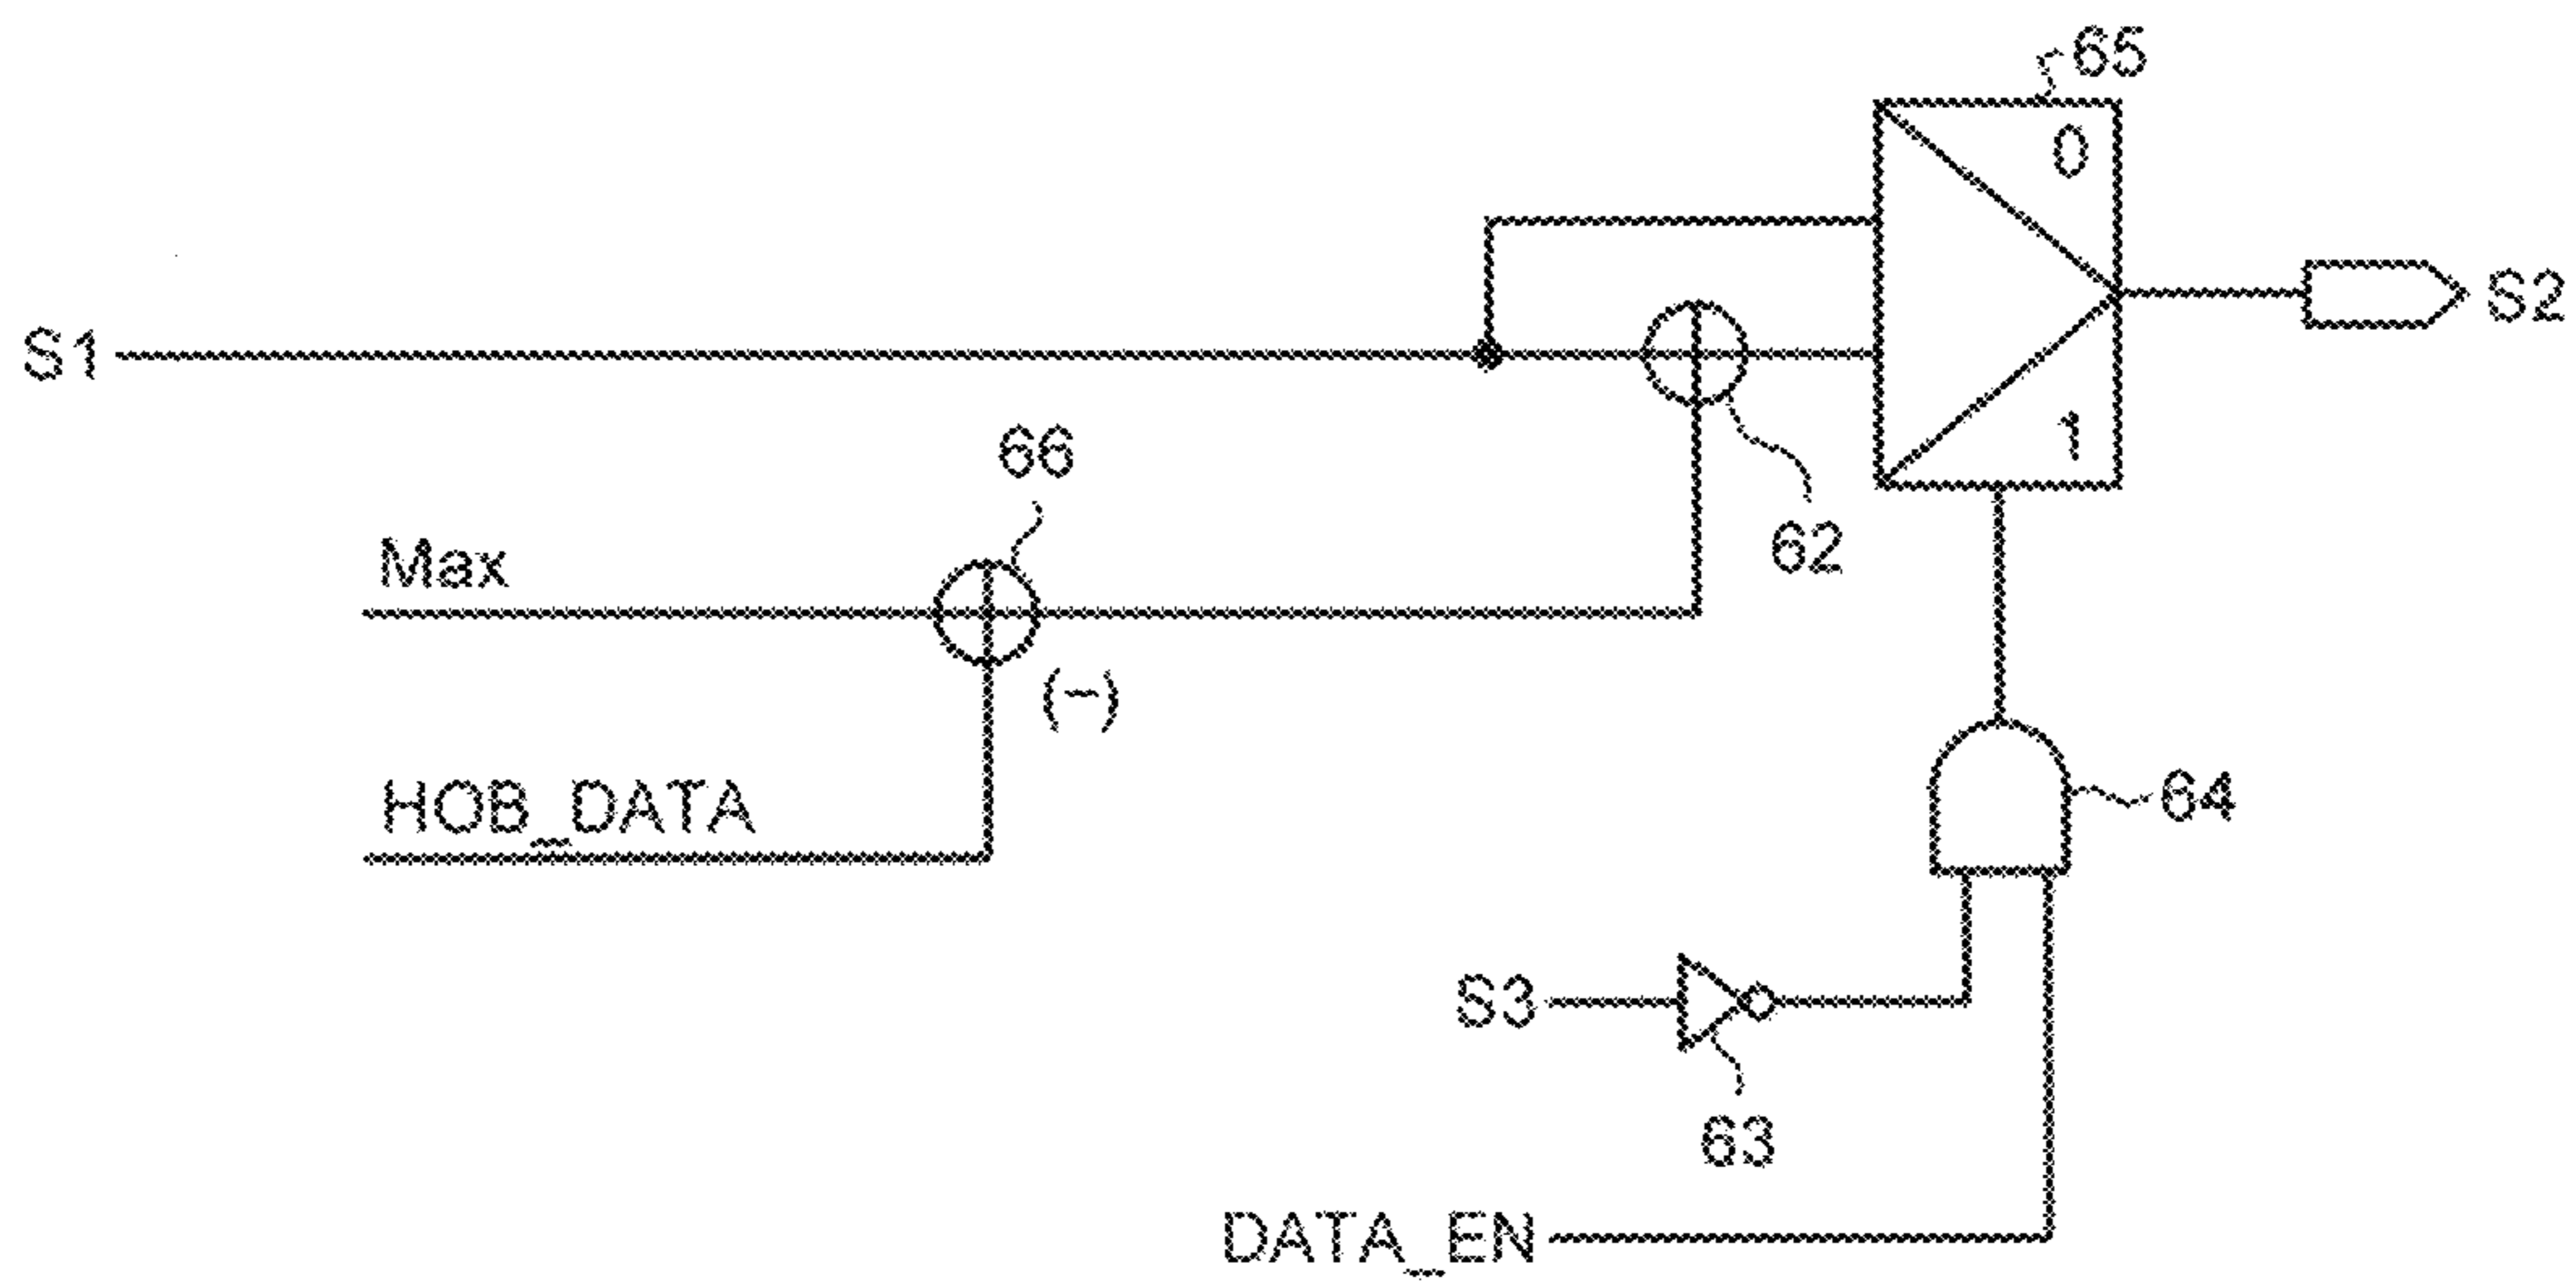 65
0
S2
S1
1
66
62
Max
(−)
HOB_DATA
64
S3
63
DATA_EN